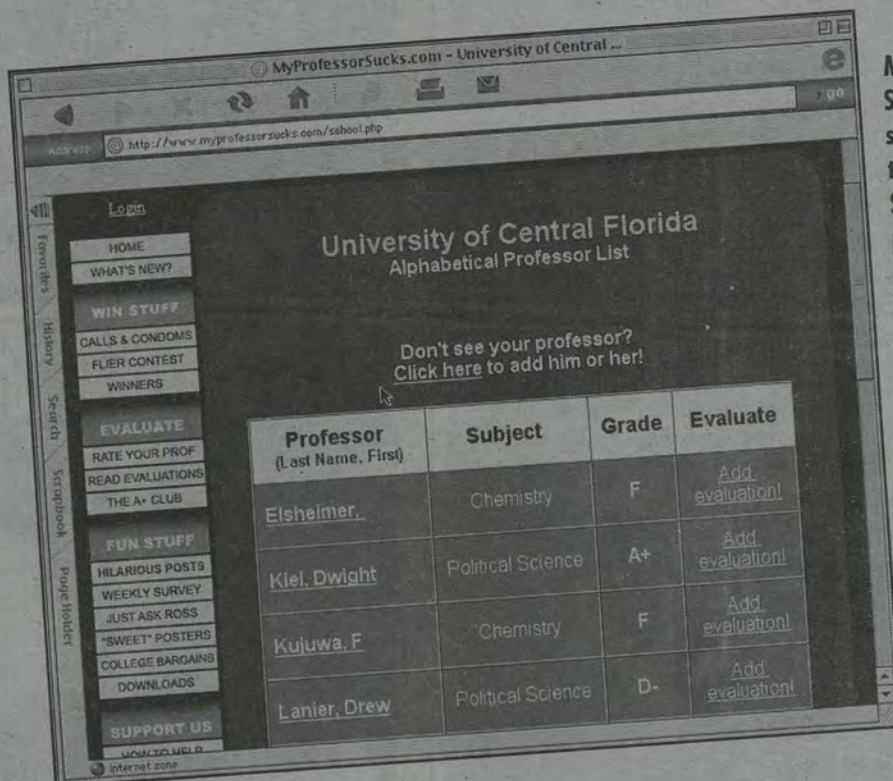 MyProfessorSucks.com - University of Central ...
go
Address: http://www.myprofessorsucks.com/school.php
Favorites
History
Search
Scrapbook
Page Holder
Login
HOME
WHAT'S NEW?
WIN STUFF
CALLS & CONDOMS
FLIER CONTEST
WINNERS
EVALUATE
RATE YOUR PROF
READ EVALUATIONS
THE A+ CLUB
FUN STUFF
HILARIOUS POSTS
WEEKLY SURVEY
JUST ASK ROSS
"SWEET" POSTERS
COLLEGE BARGAINS
DOWNLOADS
SUPPORT US
HOW TO HELP
University of Central Florida
Alphabetical Professor List
Don't see your professor?
Click here to add him or her!
Professor Subject Grade Evaluate
(Last Name, First)
Elsheimer, Chemistry F Add
evaluation!
Kiel, Dwight Political Science A+ Add
evaluation!
Kujuwa, F Chemistry F Add
evaluation!
Lanier, Drew Political Science D- Add
evaluation!
Internet zone